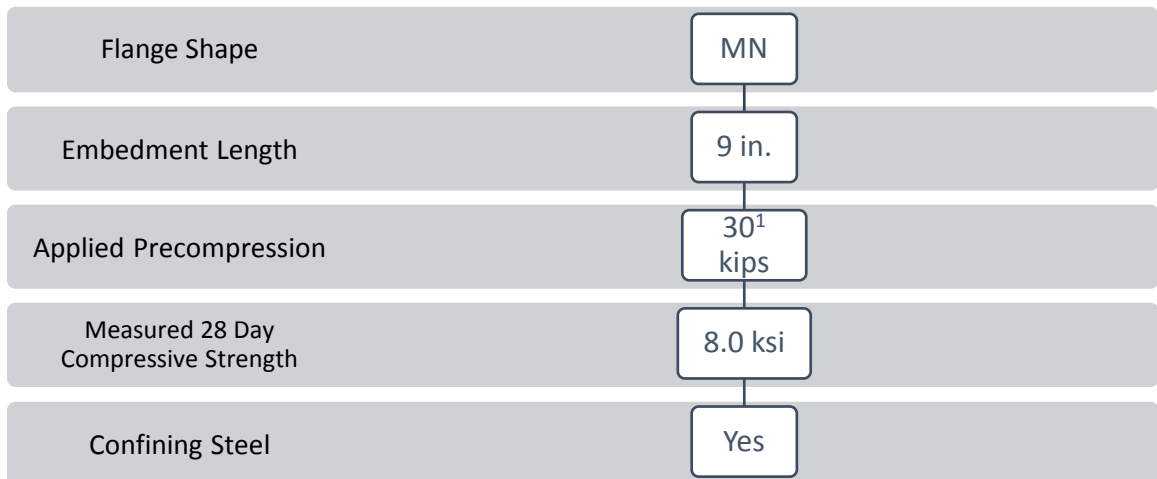 Flange Shape
MN
Embedment Length
9 in.
Applied Precompression
30¹
kips
Measured 28 Day
Compressive Strength
8.0 ksi
Confining Steel
Yes